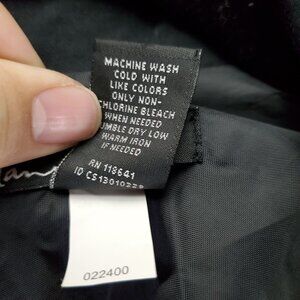 MACHINE WASH
COLD WITH
LIKE COLORS
ONLY NON-
CHLORINE BLEACH
WHEN NEEDED
TUMBLE DRY LOW
WARM IRON
IF NEEDED
RN 118641
022400